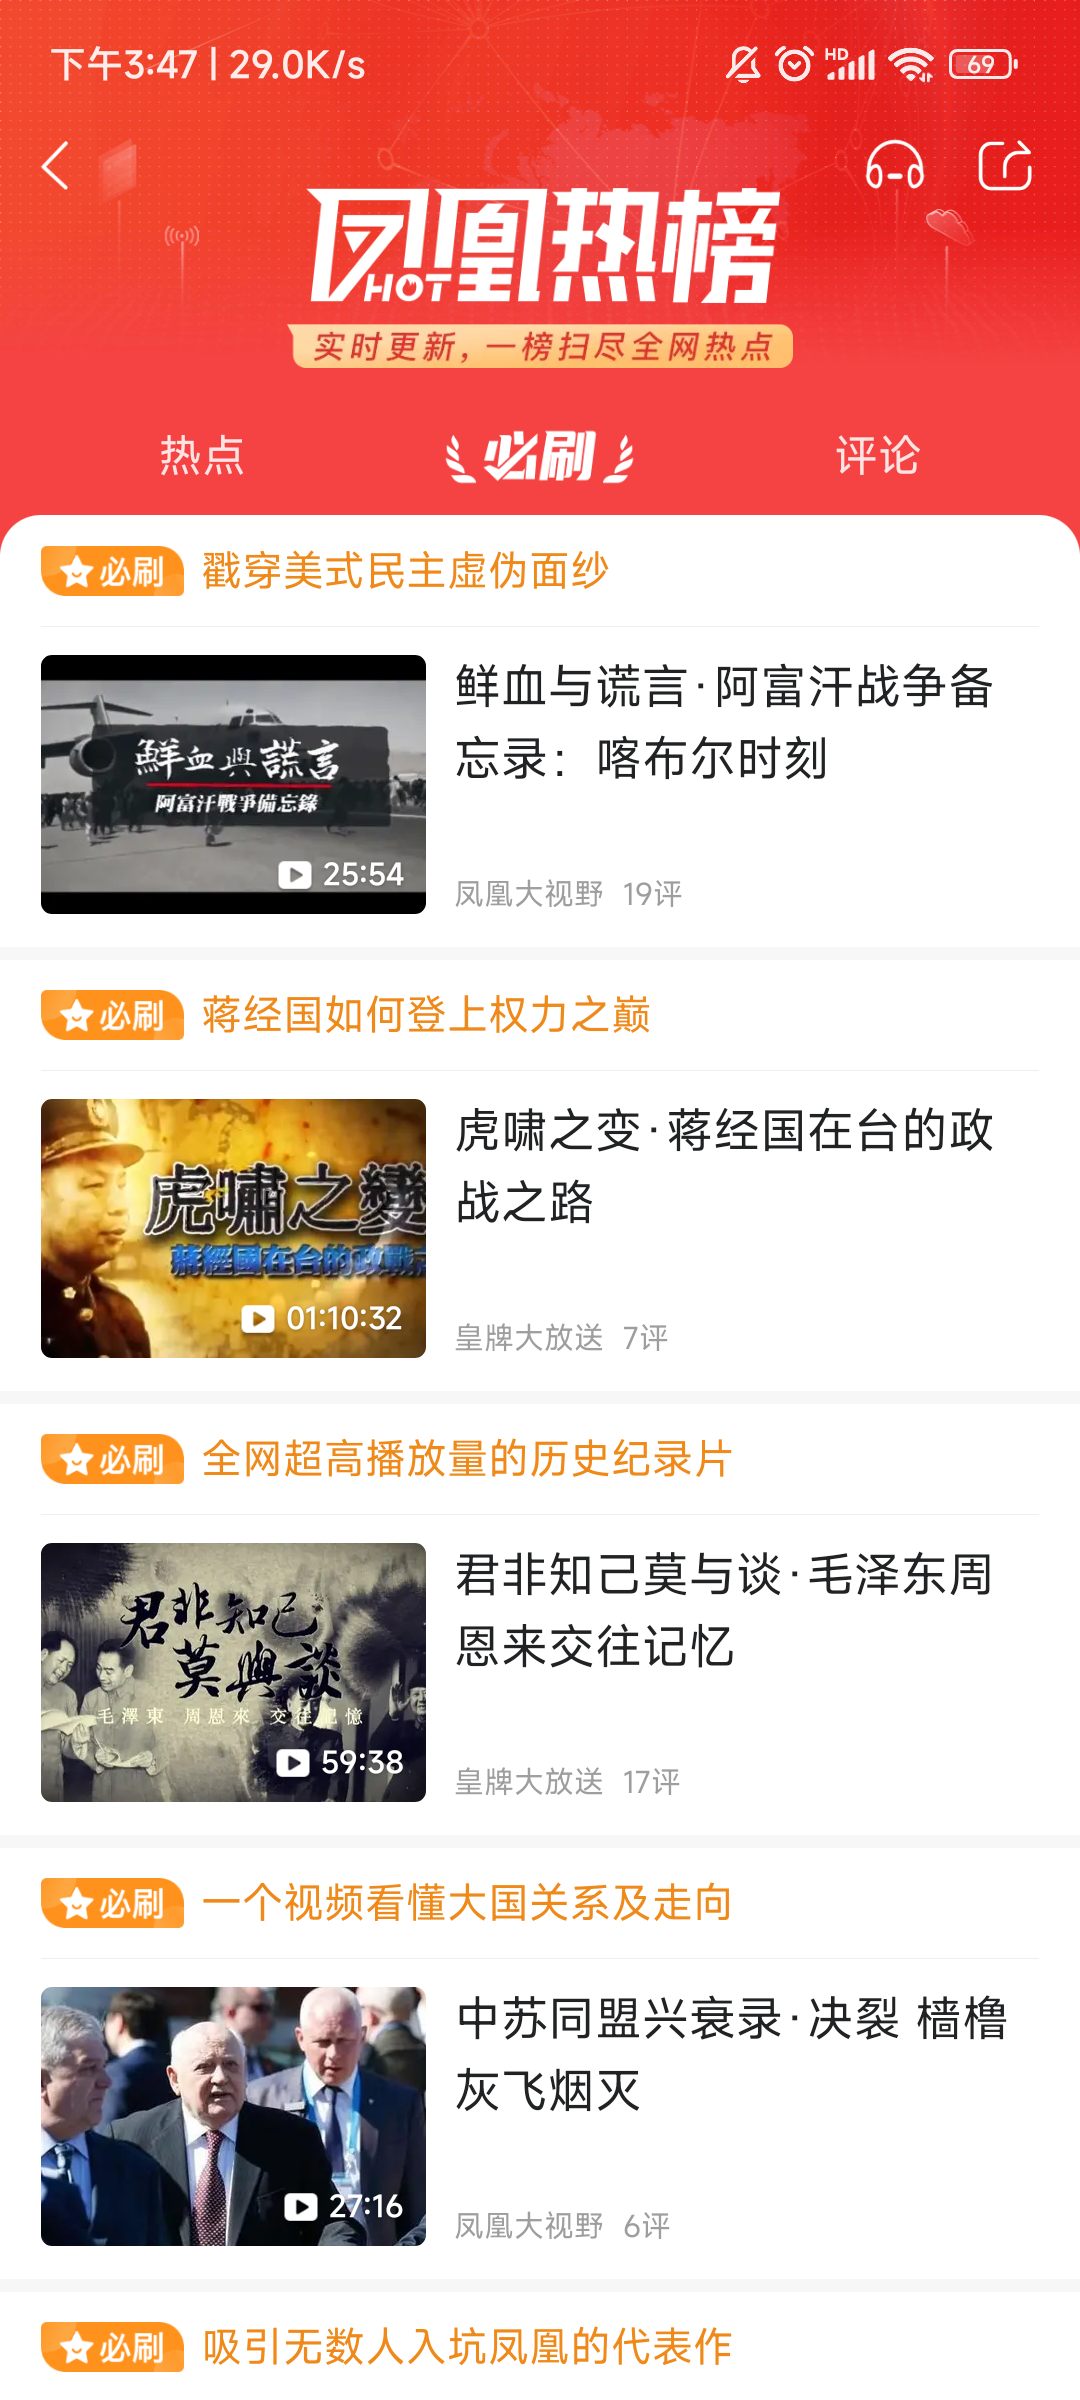 下午3:47 | 29.0K/s
HD
69
凤凰热榜
HOT
实时更新，一榜扫尽全网热点
热点
必刷
评论
必刷 戳穿美式民主虚伪面纱
鮮血與謊言
阿富汗戰爭備忘錄
25:54
鲜血与谎言·阿富汗战争备
忘录：喀布尔时刻
凤凰大视野 19评
必刷 蒋经国如何登上权力之巅
虎嘯之變
蔣經國在台的政戰之
01:10:32
虎啸之变·蒋经国在台的政
战之路
皇牌大放送 7评
必刷 全网超高播放量的历史纪录片
君非知己
莫與談
毛澤東 周恩來 交往記憶
59:38
君非知己莫与谈·毛泽东周
恩来交往记忆
皇牌大放送 17评
必刷 一个视频看懂大国关系及走向
27:16
中苏同盟兴衰录·决裂 樯橹
灰飞烟灭
凤凰大视野 6评
必刷 吸引无数人入坑凤凰的代表作